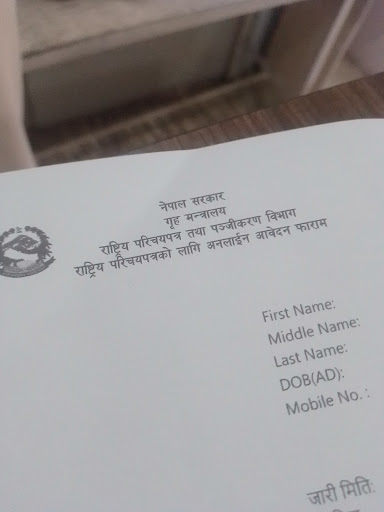 नेपाल सरकार
गृह मन्त्रालय
राष्ट्रिय परिचयपत्र तथा पञ्जीकरण विभाग
राष्ट्रिय परिचयपत्रको लागि अनलाईन आवेदन फाराम
First Name:
Middle Name:
Last Name:
DOB(AD):
Mobile No. :
जारी मिति: